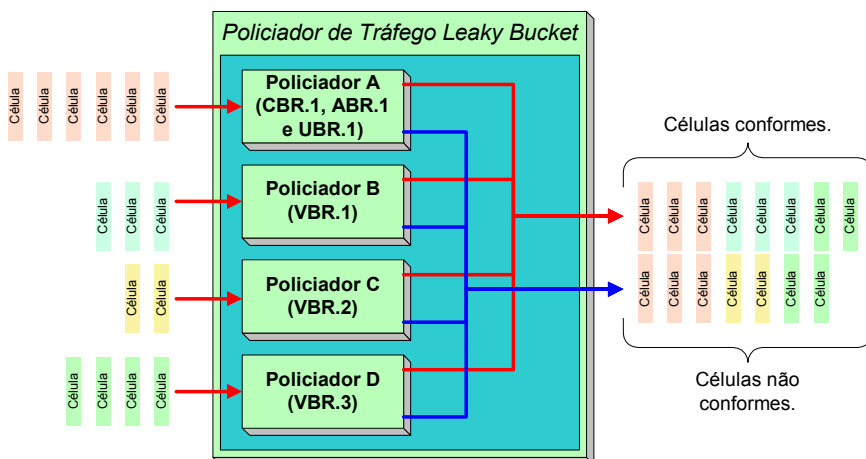 Policiador de Tráfego Leaky Bucket
Célula Célula Célula Célula Célula Célula
Policiador A
(CBR.1, ABR.1
e UBR.1)
Célula Célula Célula
Policiador B
(VBR.1)
Célula Célula
Policiador C
(VBR.2)
Célula Célula Célula Célula
Policiador D
(VBR.3)
Células conformes.
Célula Célula Célula Célula Célula Célula Célula Célula
Célula Célula Célula Célula Célula Célula Célula
Células não
conformes.